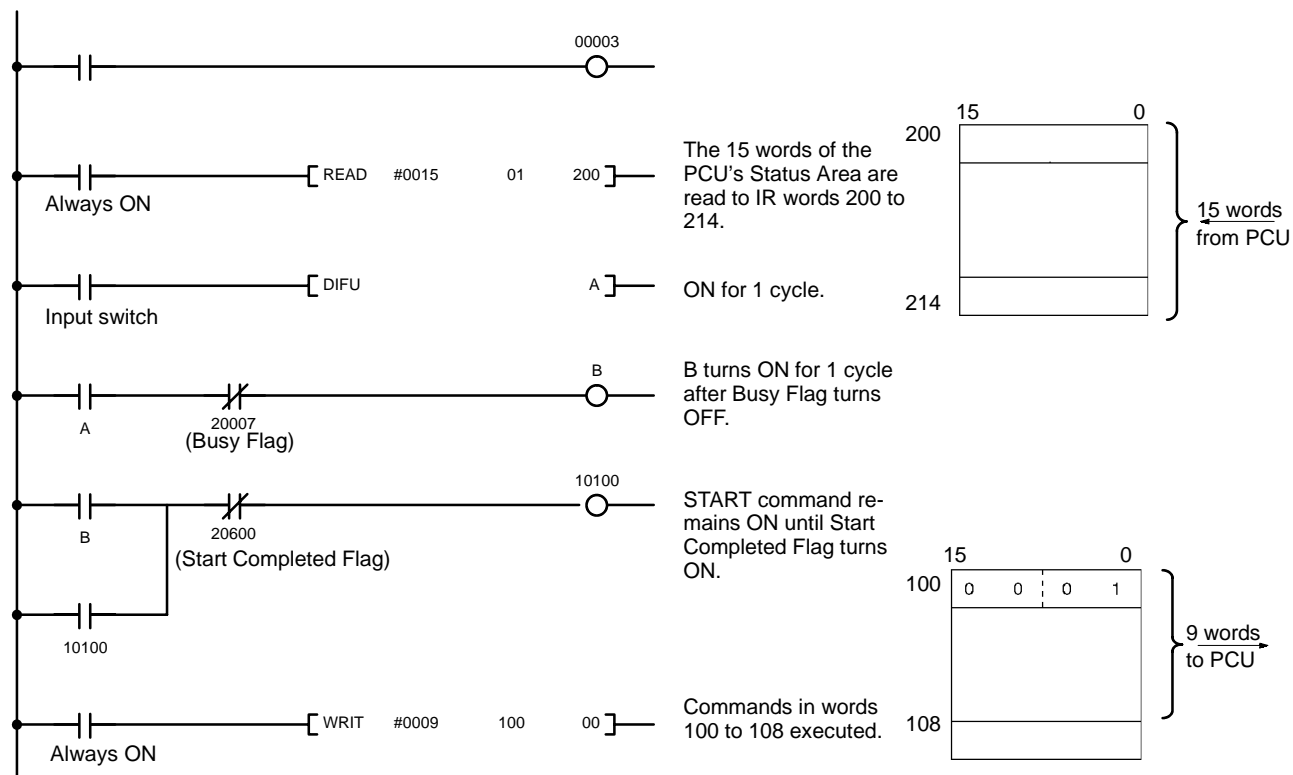 00003
READ #0015 01 200
Always ON
The 15 words of the
PCU's Status Area are
read to IR words 200 to
214.
15 0
200
214
15 words
from PCU
DIFU A
Input switch
ON for 1 cycle.
B
A
20007
(Busy Flag)
B turns ON for 1 cycle
after Busy Flag turns
OFF.
10100
B
20600
(Start Completed Flag)
10100
START command re-
mains ON until Start
Completed Flag turns
ON.
15 0
100 0 0 0 1
108
9 words
to PCU
WRIT #0009 100 00
Always ON
Commands in words
100 to 108 executed.